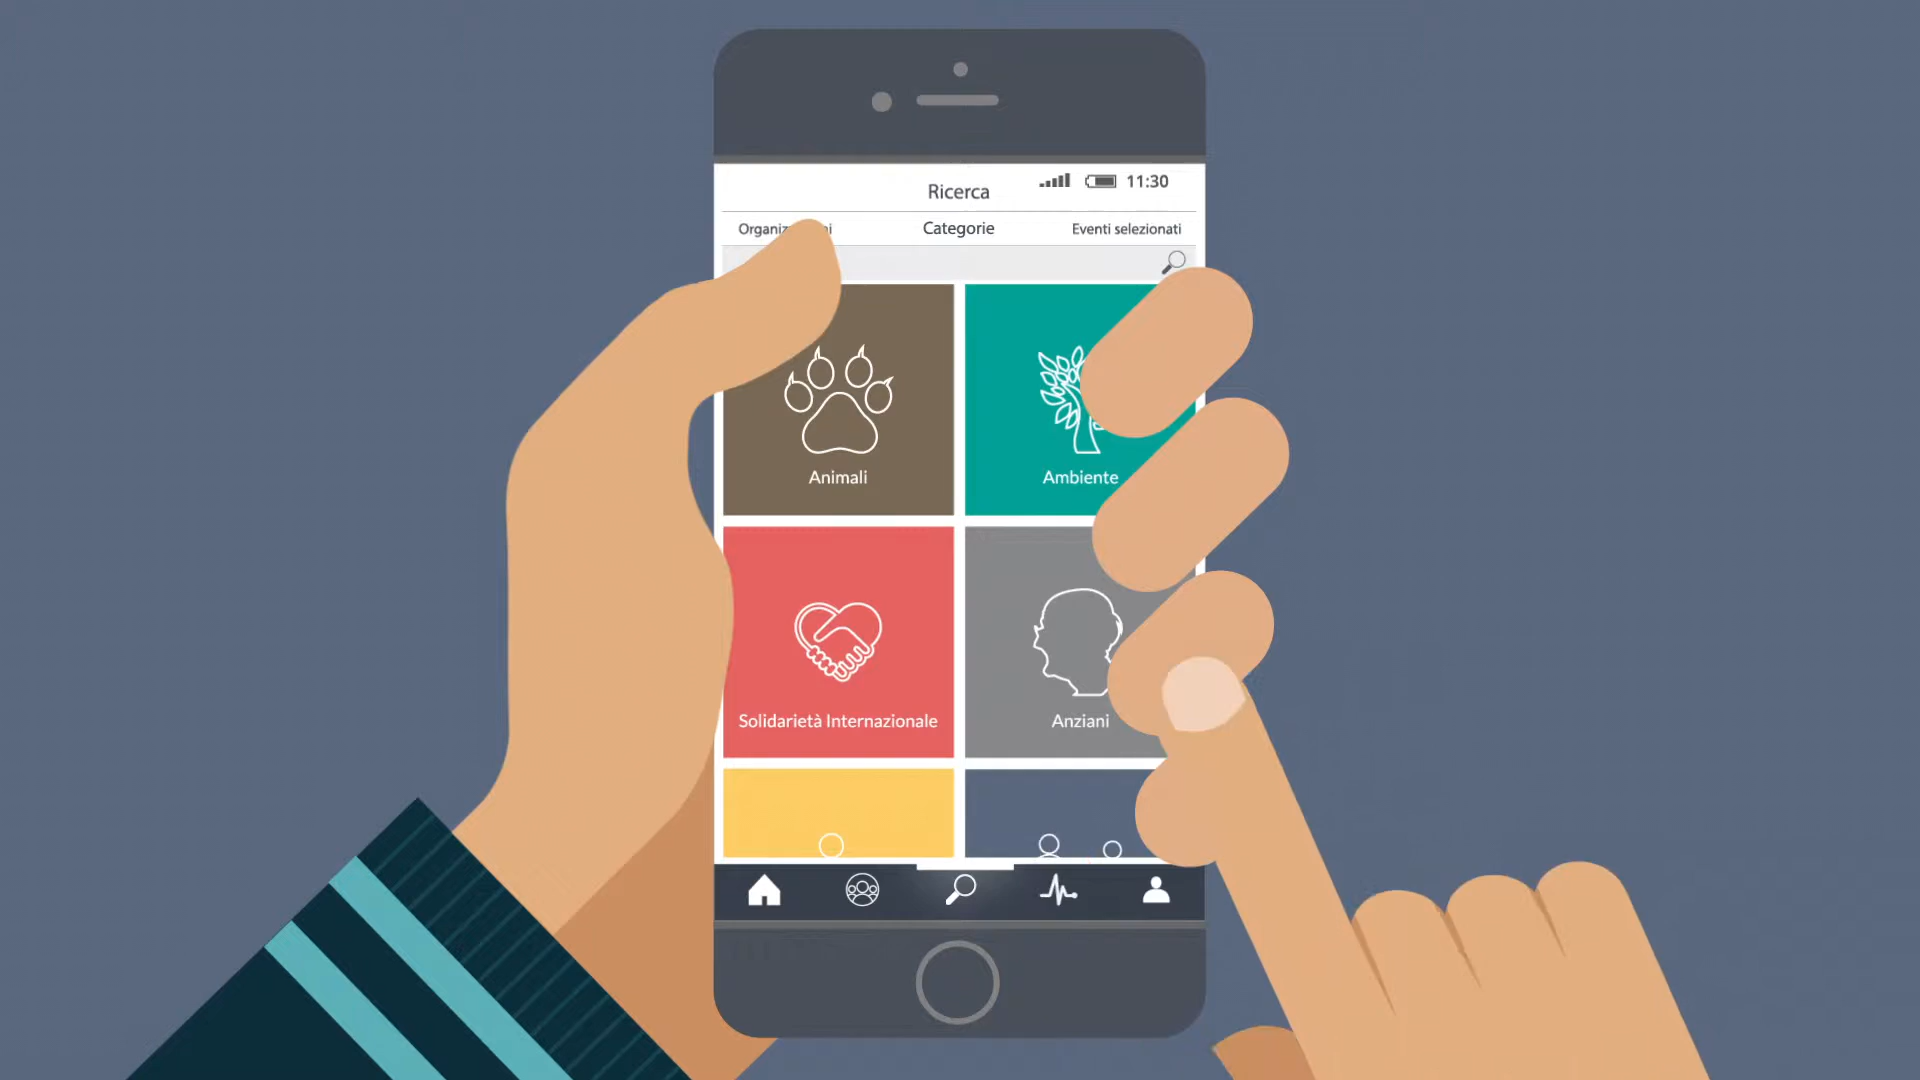 11:30
Ricerca
Categorie
Eventi selezionati
Animali
Ambiente
Solidarietà Internazionale
Anziani